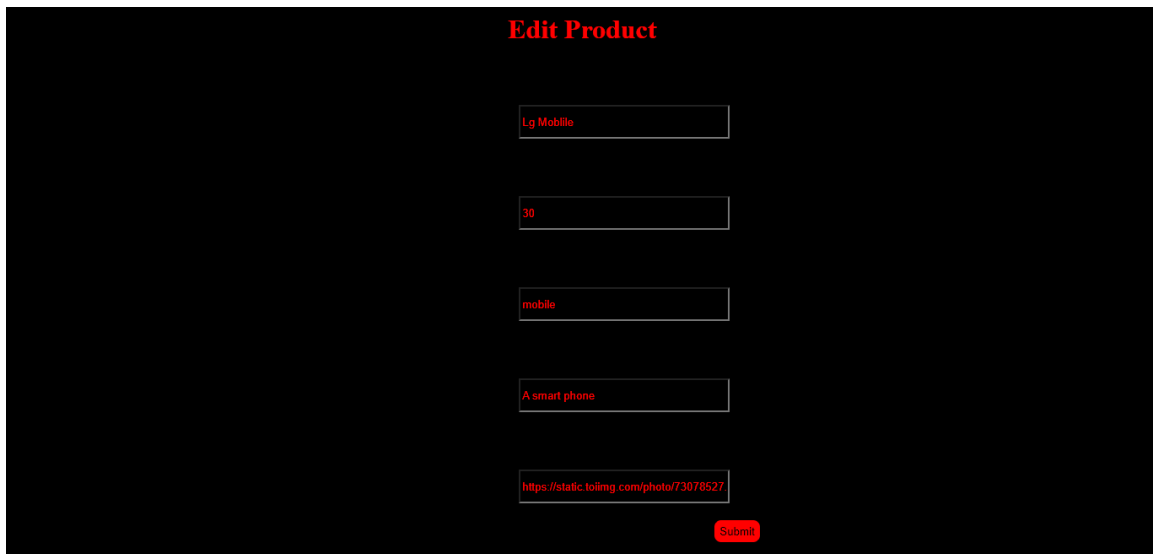 Edit Product
Lg Moblile
30
mobile
A smart phone
https://static.toiimg.com/photo/73078527.
Submit